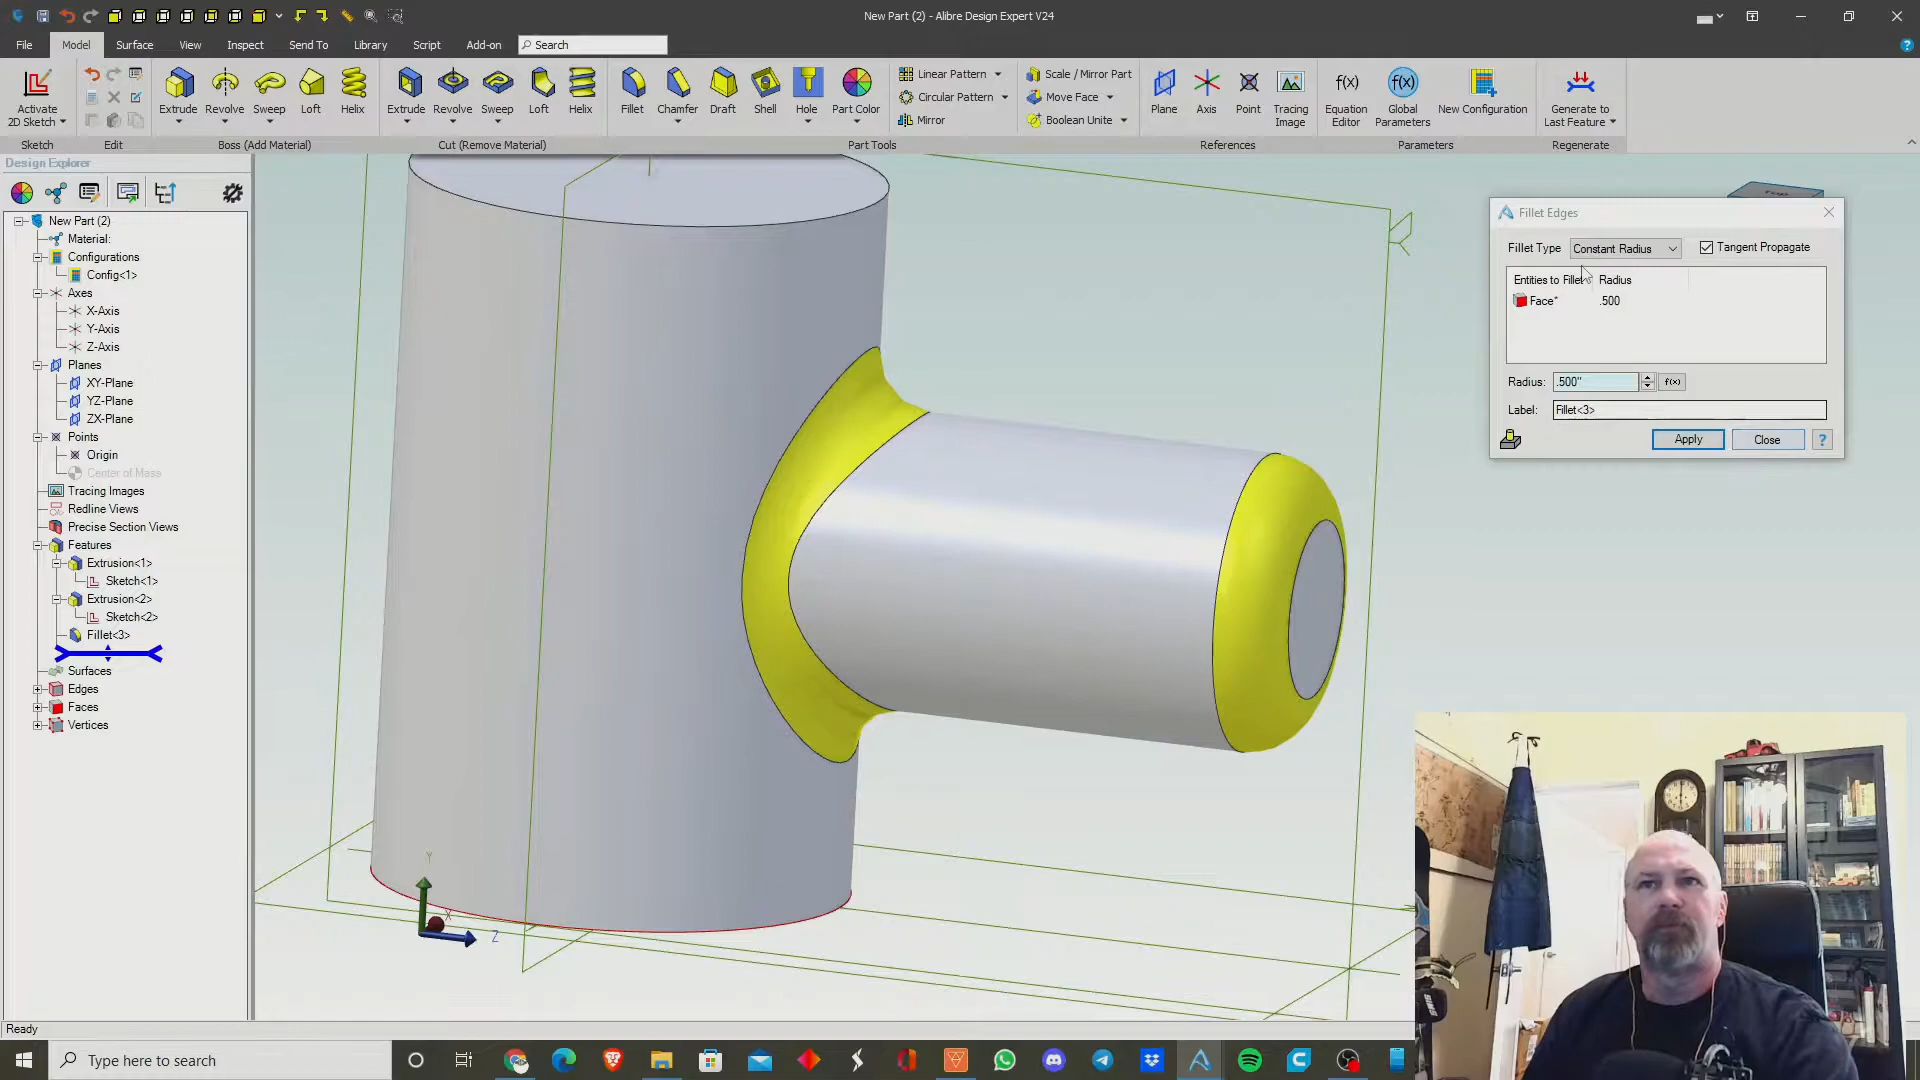 New Part (2) - Alibre Design Expert V24
File Model Surface View Inspect Send To Library Script Add-on Search
Activate 2D Sketch
Extrude Revolve Sweep Loft Helix
Extrude Revolve Sweep Loft Helix
Fillet Chamfer Draft Shell Hole Part Color
Linear Pattern
Circular Pattern
Mirror
Scale / Mirror Part
Move Face
Boolean Unite
Plane Axis Point Tracing Image
Equation Editor Global Parameters New Configuration
Generate to Last Feature
Sketch Edit Boss (Add Material) Cut (Remove Material) Part Tools References Parameters Regenerate
Design Explorer
New Part (2)
Material:
Configurations
Config<1>
Axes
X-Axis
Y-Axis
Z-Axis
Planes
XY-Plane
YZ-Plane
ZX-Plane
Points
Origin
Center of Mass
Tracing Images
Redline Views
Precise Section Views
Features
Extrusion<1>
Sketch<1>
Extrusion<2>
Sketch<2>
Fillet<3>
Surfaces
Edges
Faces
Vertices
TOP
Fillet Edges
Fillet Type Constant Radius Tangent Propagate
Entities to Fillet Radius
Face* .500
Radius: .500" f(x)
Label: Fillet<3>
Apply Close ?
Y
X
Z
Ready
Type here to search